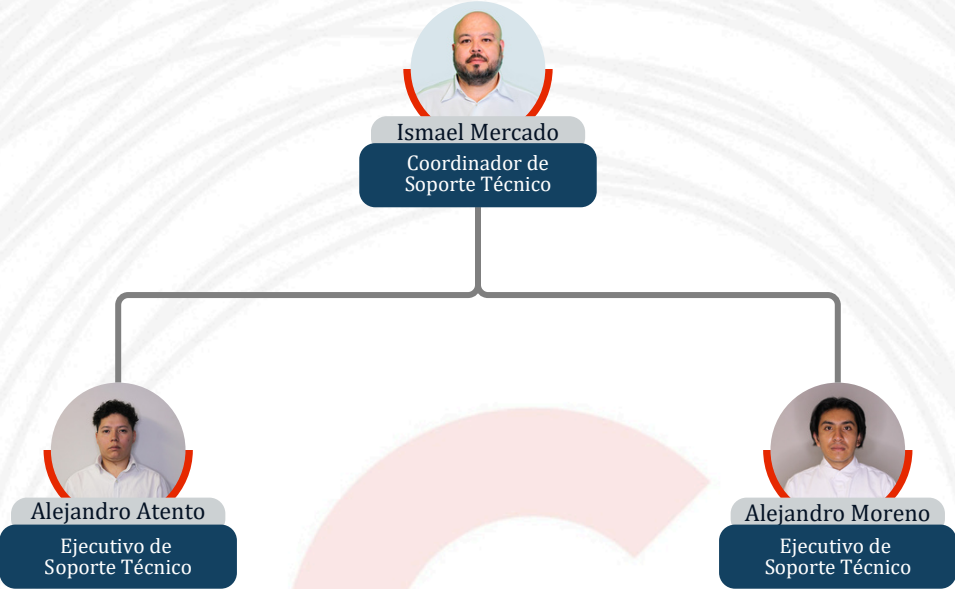 Ismael Mercado
Coordinador de
Soporte Técnico
Alejandro Atento
Ejecutivo de
Soporte Técnico
Alejandro Moreno
Ejecutivo de
Soporte Técnico